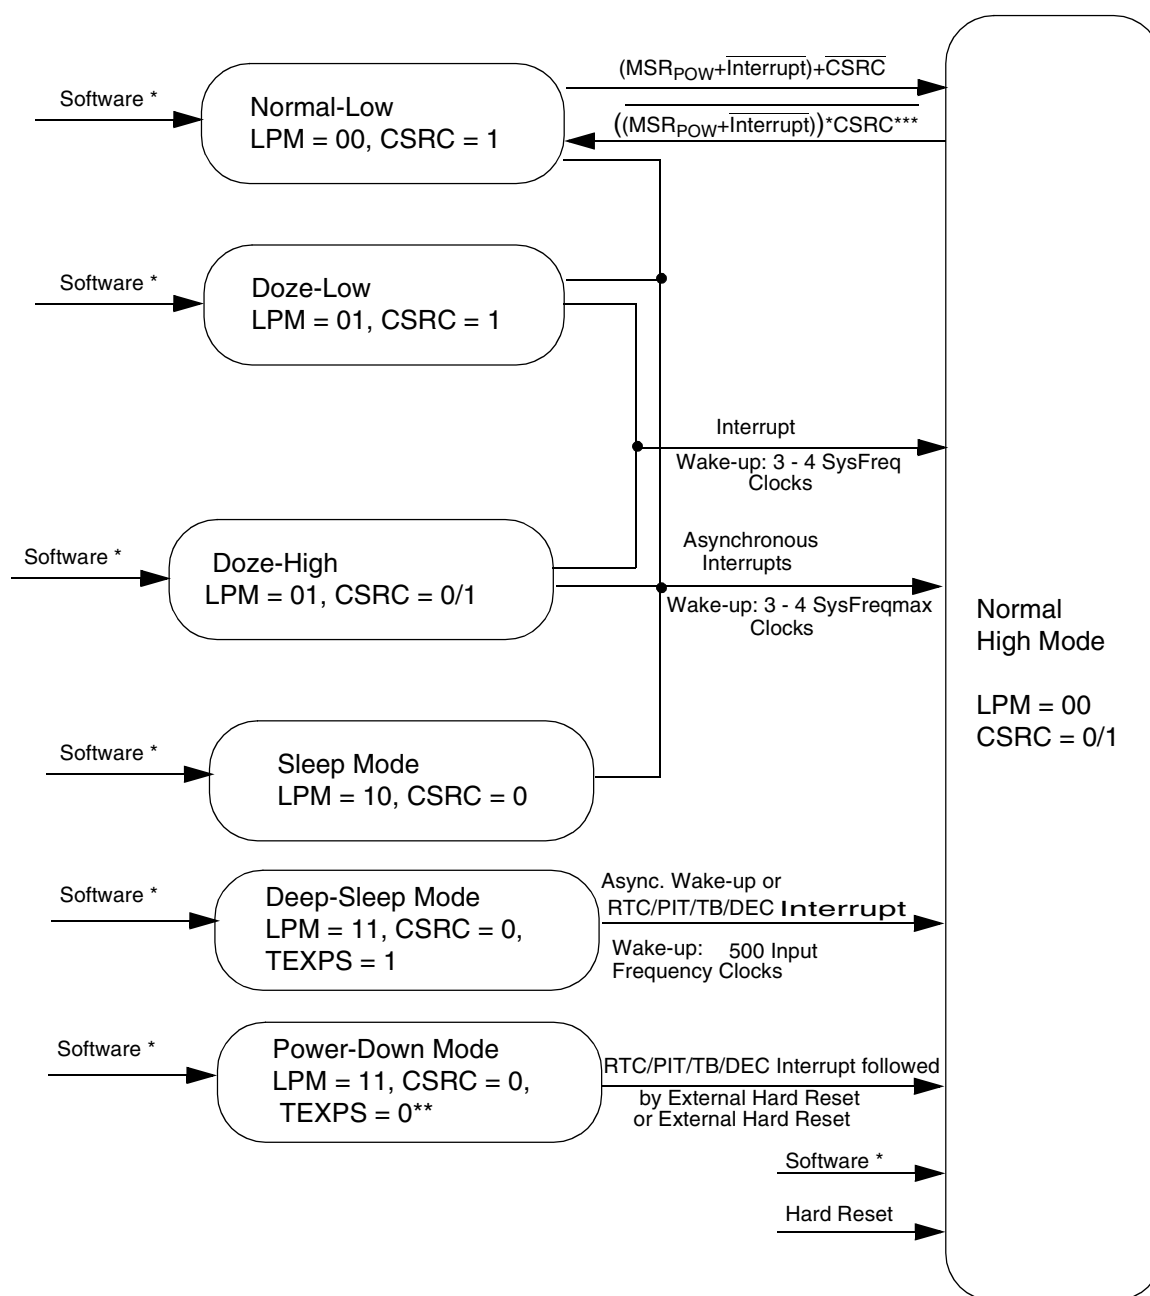 (MSRPOW+Interrupt)+CSRC
Software *
Normal-Low
LPM = 00, CSRC = 1
((MSRPOW+Interrupt))*CSRC***
Software *
Doze-Low
LPM = 01, CSRC = 1
Interrupt
Wake-up: 3 - 4 SysFreq
Clocks
Software *
Doze-High
LPM = 01, CSRC = 0/1
Asynchronous
Interrupts
Wake-up: 3 - 4 SysFreqmax
Clocks
Normal
High Mode
LPM = 00
CSRC = 0/1
Software *
Sleep Mode
LPM = 10, CSRC = 0
Software *
Deep-Sleep Mode
LPM = 11, CSRC = 0,
TEXPS = 1
Async. Wake-up or
RTC/PIT/TB/DEC Interrupt
Wake-up: 500 Input
Frequency Clocks
Software *
Power-Down Mode
LPM = 11, CSRC = 0,
TEXPS = 0**
RTC/PIT/TB/DEC Interrupt followed
by External Hard Reset
or External Hard Reset
Software *
Hard Reset